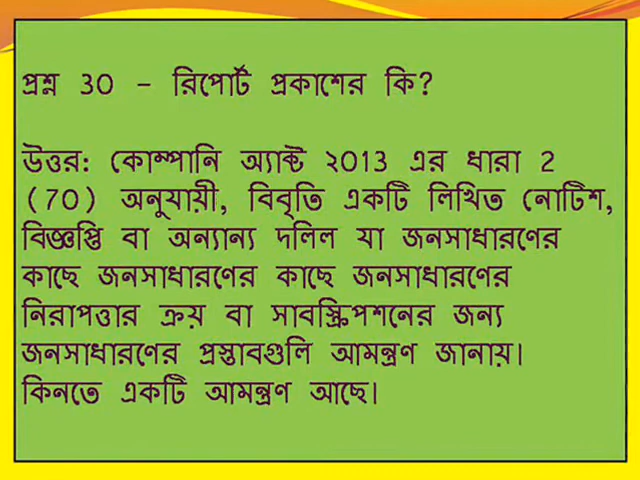 প্রশ্ন 30 - রিপোর্ট প্রকাশের কি?
উত্তর: কোম্পানি অ্যাক্ট ২013 এর ধারা 2
(70) অনুযায়ী, বিবৃতি একটি লিখিত নোটিশ,
বিজ্ঞপ্তি বা অন্যান্য দলিল যা জনসাধারণের
কাছে জনসাধারণের কাছে জনসাধারণের
নিরাপত্তার ক্রয় বা সাবস্ক্রিপশনের জন্য
জনসাধারণের প্রস্তাবগুলি আমন্ত্রণ জানায়।
কিনতে একটি আমন্ত্রণ আছে।